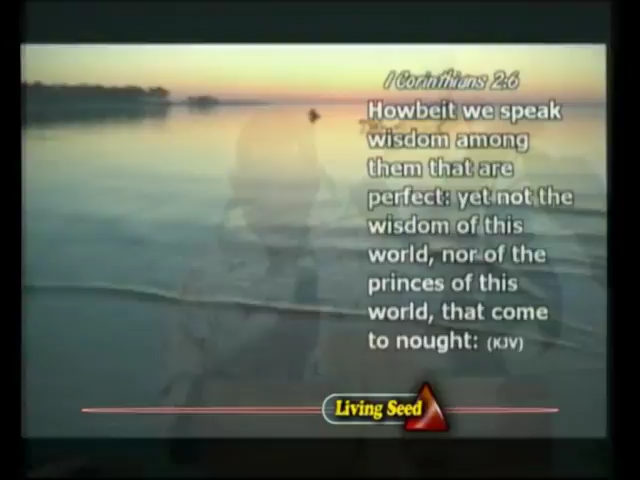 1 Corinthians 2:6
Howbeit we speak
wisdom among
them that are
perfect: yet not the
wisdom of this
world, nor of the
princes of this
world, that come
to nought: (KJV)
Living Seed